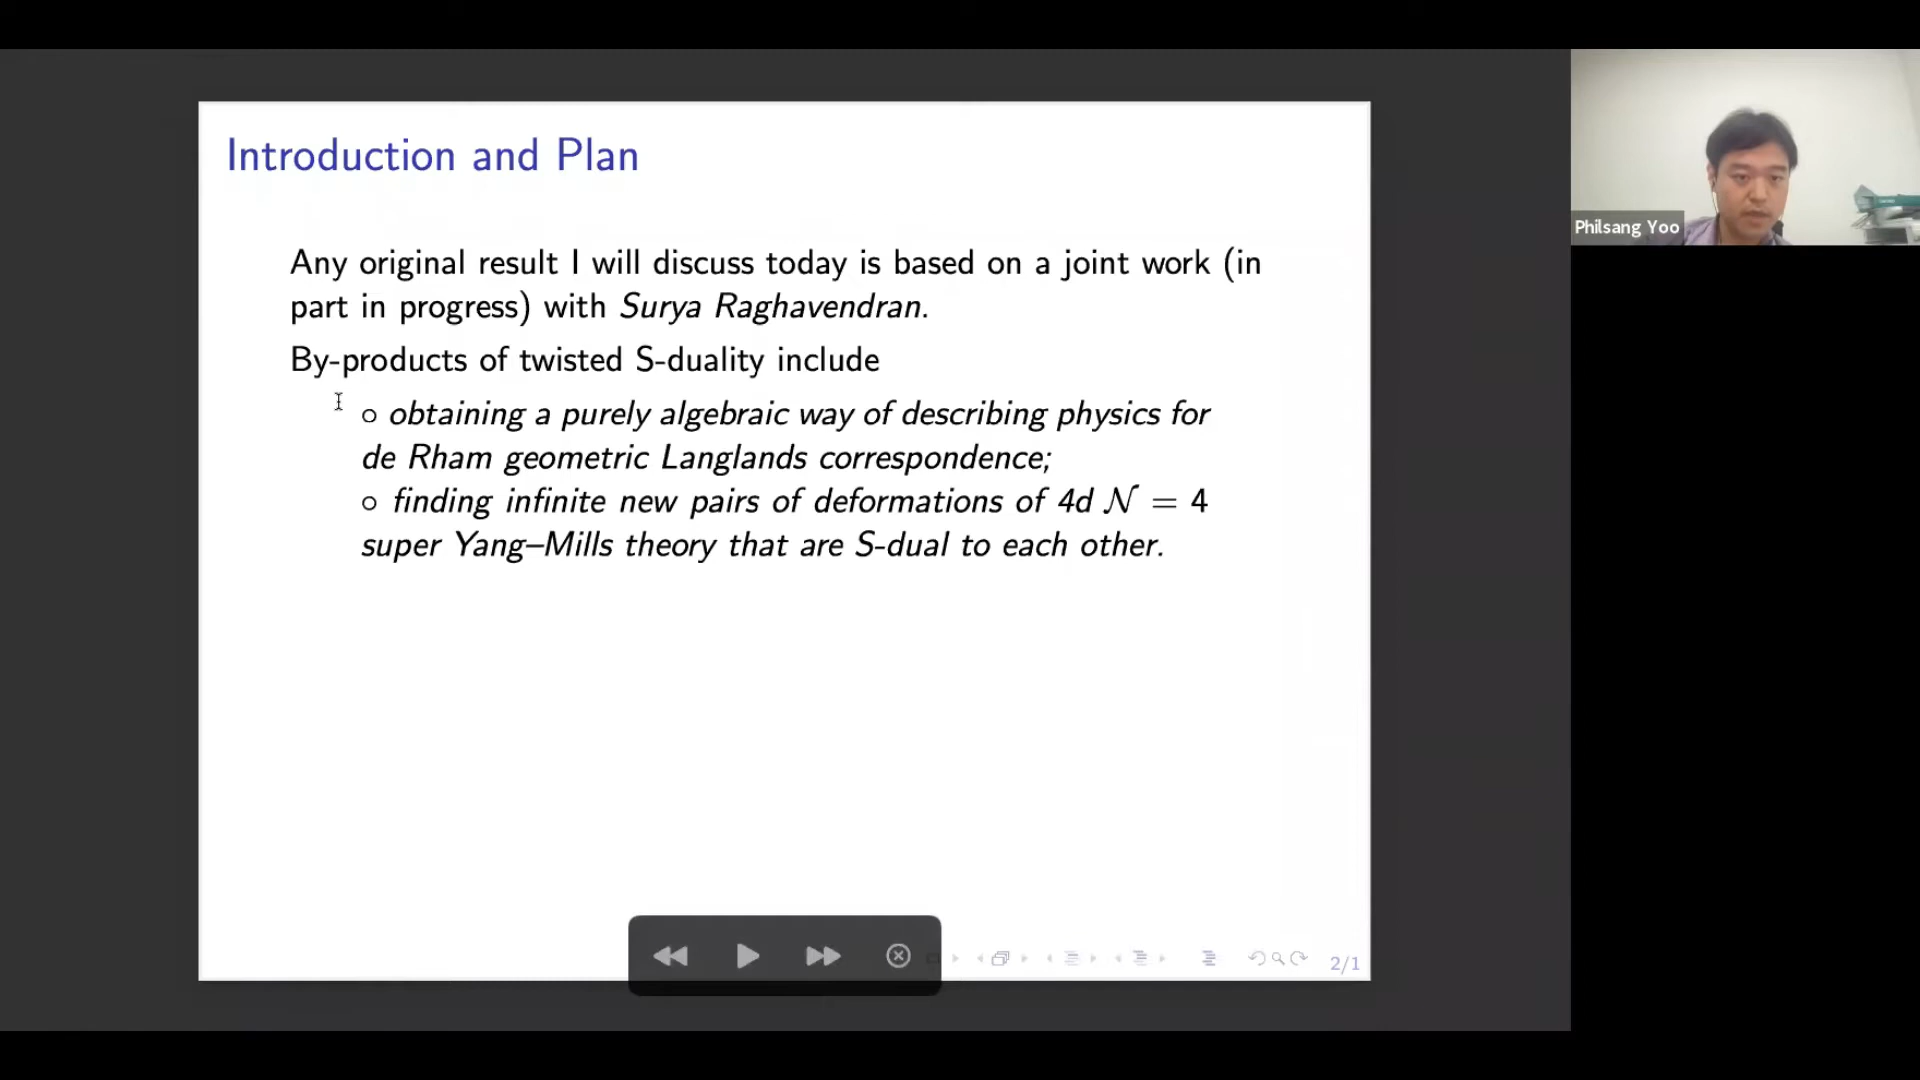 Introduction and Plan
Any original result I will discuss today is based on a joint work (in
part in progress) with Surya Raghavendran.
By-products of twisted S-duality include
○ obtaining a purely algebraic way of describing physics for
de Rham geometric Langlands correspondence;
○ finding infinite new pairs of deformations of 4d 𝒩 = 4
super Yang–Mills theory that are S-dual to each other.
2/1
Philsang Yoo